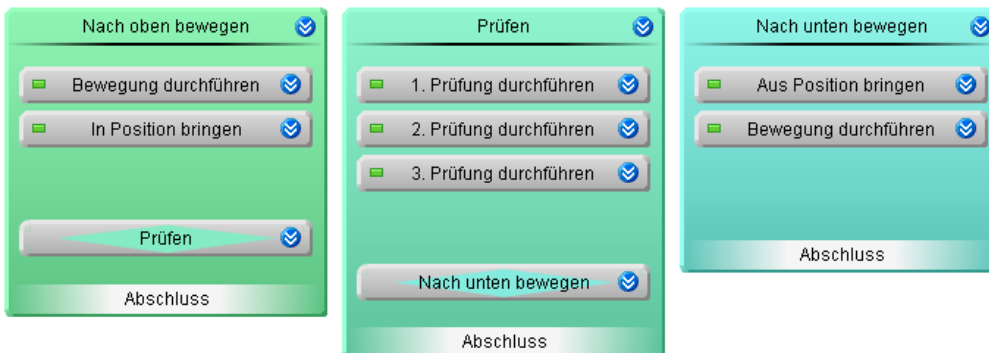 Nach oben bewegen
Bewegung durchführen
In Position bringen
Prüfen
Abschluss
Prüfen
1. Prüfung durchführen
2. Prüfung durchführen
3. Prüfung durchführen
Nach unten bewegen
Abschluss
Nach unten bewegen
Aus Position bringen
Bewegung durchführen
Abschluss